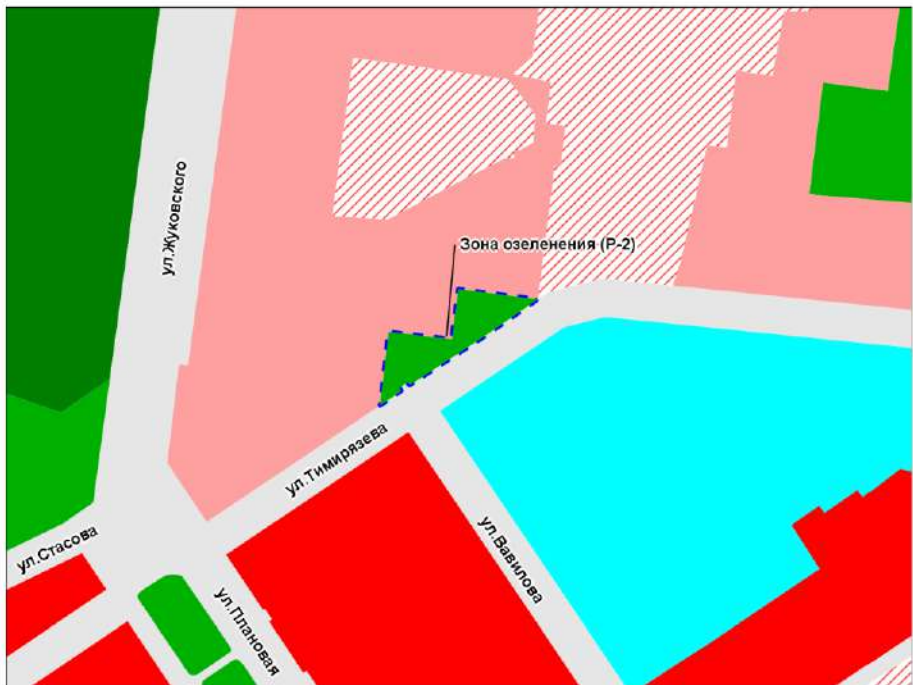 ул.Жуковского
Зона озеленения (Р-2)
ул.Тимирязева
ул.Стасова
ул.Вавилова
ул.Плановая